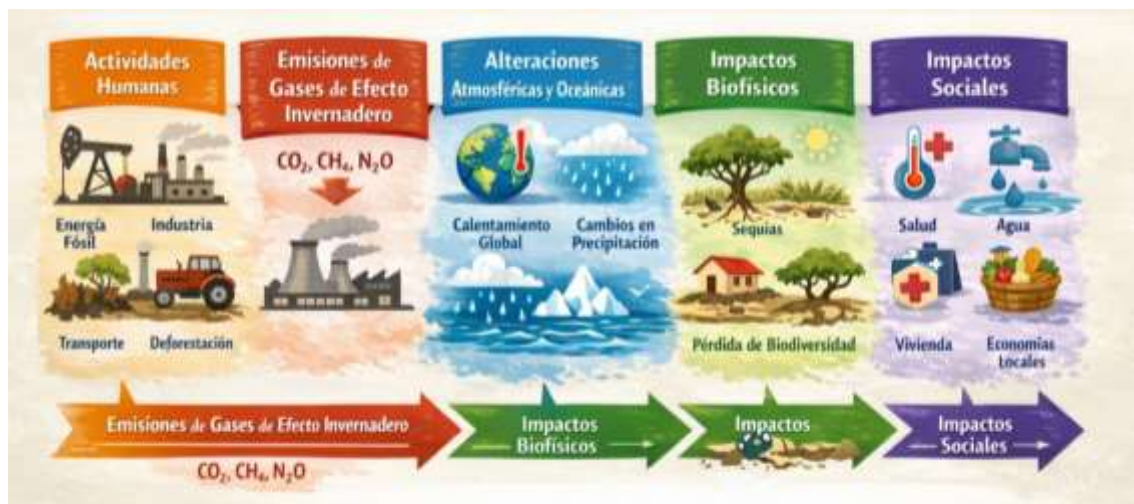 Actividades
Humanas
Emisiones de
Gases de Efecto
Invernadero
Alteraciones
Atmosféricas y Oceánicas
Impactos
Biofísicos
Impactos
Sociales
CO₂, CH₄, N₂O
Energía
Fósil
Industria
Calentamiento
Global
Cambios en
Precipitación
Sequías
Salud
Agua
Transporte
Deforestación
Pérdida de Biodiversidad
Vivienda
Economías
Locales
Emisiones de Gases de Efecto Invernadero
CO₂, CH₄, N₂O
Impactos
Biofísicos
Impactos
Impactos
Sociales